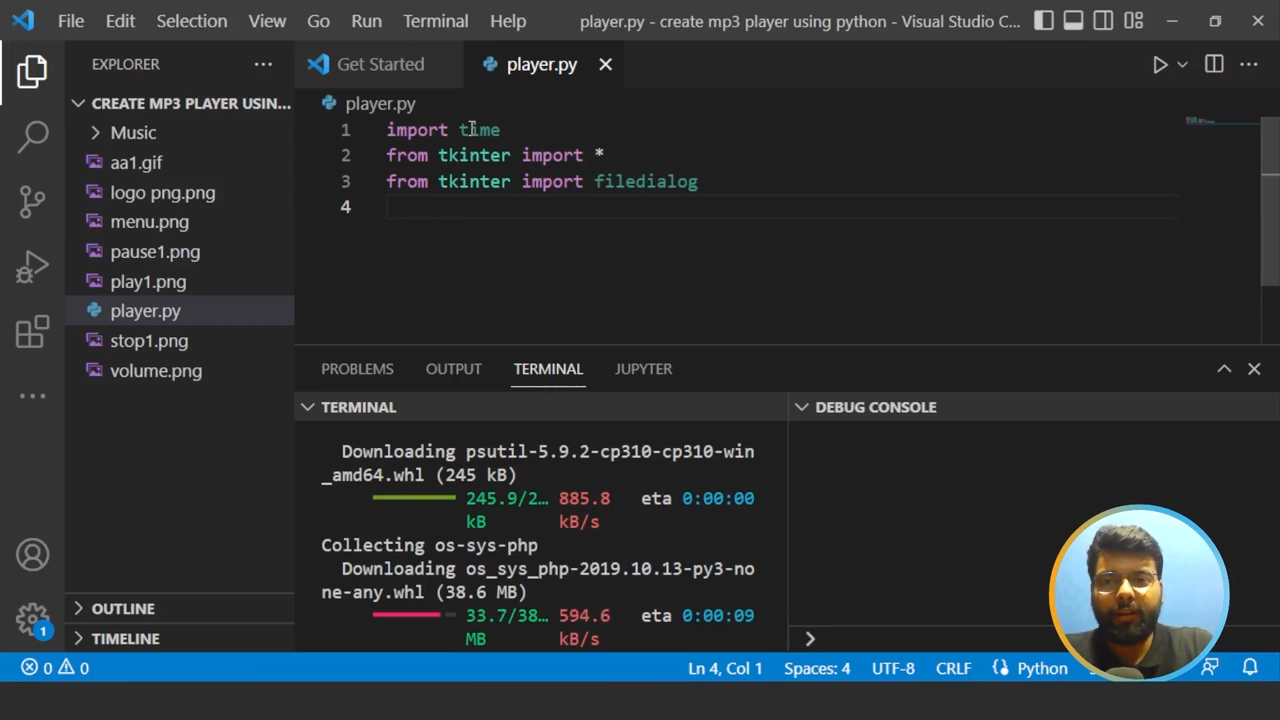 File Edit Selection View Go Run Terminal Help player.py - create mp3 player using python - Visual Studio C...
EXPLORER
Get Started
player.py
CREATE MP3 PLAYER USIN...
Music
aa1.gif
logo png.png
menu.png
pause1.png
play1.png
player.py
stop1.png
volume.png
OUTLINE
TIMELINE
player.py
1 import time
2 from tkinter import *
3 from tkinter import filedialog
4
PROBLEMS OUTPUT TERMINAL JUPYTER
TERMINAL
Downloading psutil-5.9.2-cp310-cp310-win
_amd64.whl (245 kB)
245.9/2... 885.8 eta 0:00:00
kB kB/s
Collecting os-sys-php
Downloading os_sys_php-2019.10.13-py3-no
ne-any.whl (38.6 MB)
33.7/38... 594.6 eta 0:00:09
MB kB/s
DEBUG CONSOLE
1
0 0 Ln 4, Col 1 Spaces: 4 UTF-8 CRLF Python